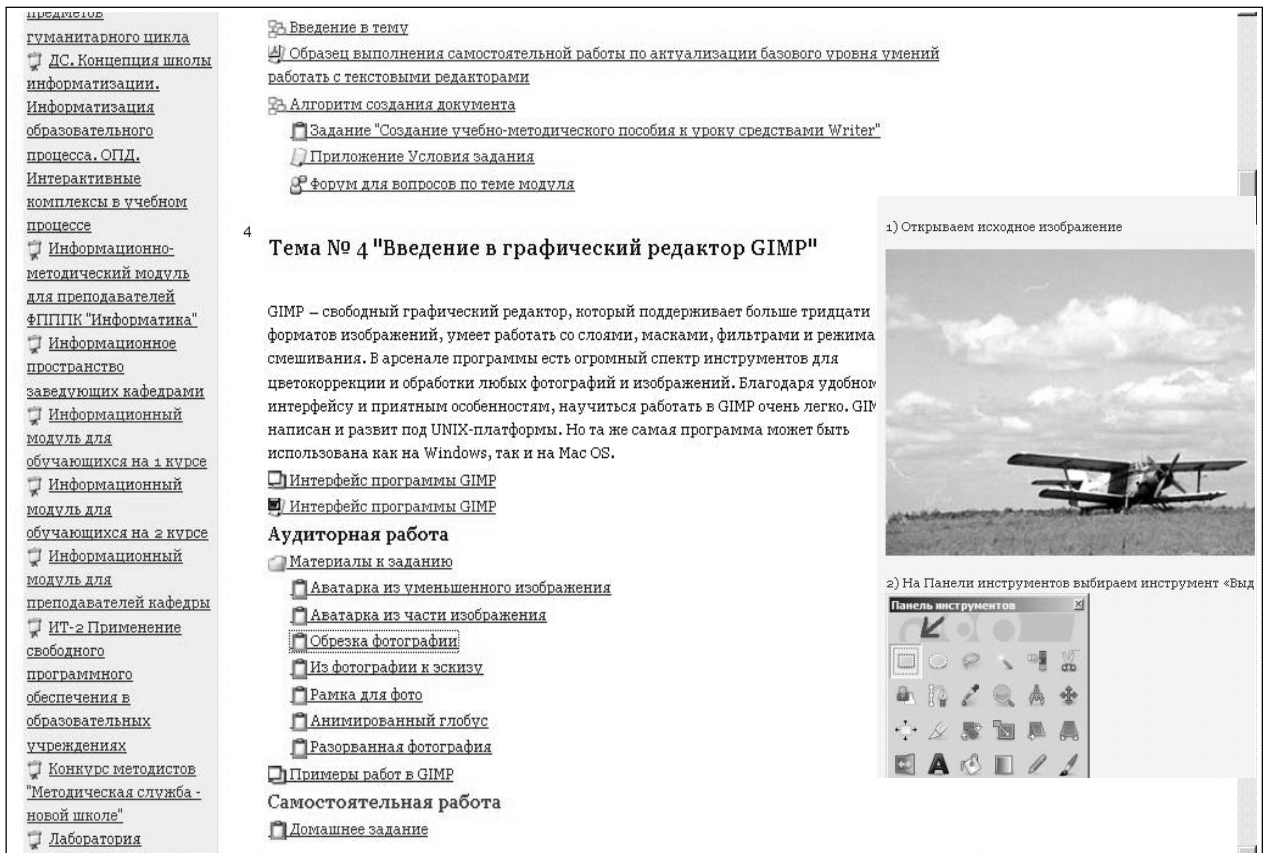 предметов
гуманитарного цикла
ДС. Концепция школы
информатизации.
Информатизация
образовательного
процесса. ОПД.
Интерактивные
комплексы в учебном
процессе
Информационно-
методический модуль
для преподавателей
ФПППК "Информатика"
Информационное
пространство
заведующих кафедрами
Информационный
модуль для
обучающихся на 1 курсе
Информационный
модуль для
обучающихся на 2 курсе
Информационный
модуль для
преподавателей кафедры
ИТ-2 Применение
свободного
программного
обеспечения в
образовательных
учреждениях
Конкурс методистов
"Методическая служба -
новой школе"
Лаборатория
Введение в тему
Образец выполнения самостоятельной работы по актуализации базового уровня умений
работать с текстовыми редакторами
Алгоритм создания документа
Задание "Создание учебно-методического пособия к уроку средствами Writer"
Приложение Условия задания
Форум для вопросов по теме модуля
4
Тема № 4 "Введение в графический редактор GIMP"
GIMP – свободный графический редактор, который поддерживает больше тридцати
форматов изображений, умеет работать со слоями, масками, фильтрами и режима
смешивания. В арсенале программы есть огромный спектр инструментов для
цветокоррекции и обработки любых фотографий и изображений. Благодаря удобном
интерфейсу и приятным особенностям, научиться работать в GIMP очень легко. GIM
написан и развит под UNIX-платформы. Но та же самая программа может быть
использована как на Windows, так и на Mac OS.
Интерфейс программы GIMP
Интерфейс программы GIMP
Аудиторная работа
Материалы к заданию
Аватарка из уменьшенного изображения
Аватарка из части изображения
Обрезка фотографии
Из фотографии к эскизу
Рамка для фото
Анимированный глобус
Разорванная фотография
Примеры работ в GIMP
Самостоятельная работа
Домашнее задание
1) Открываем исходное изображение
2) На Панели инструментов выбираем инструмент «Выд
Панель инструментов